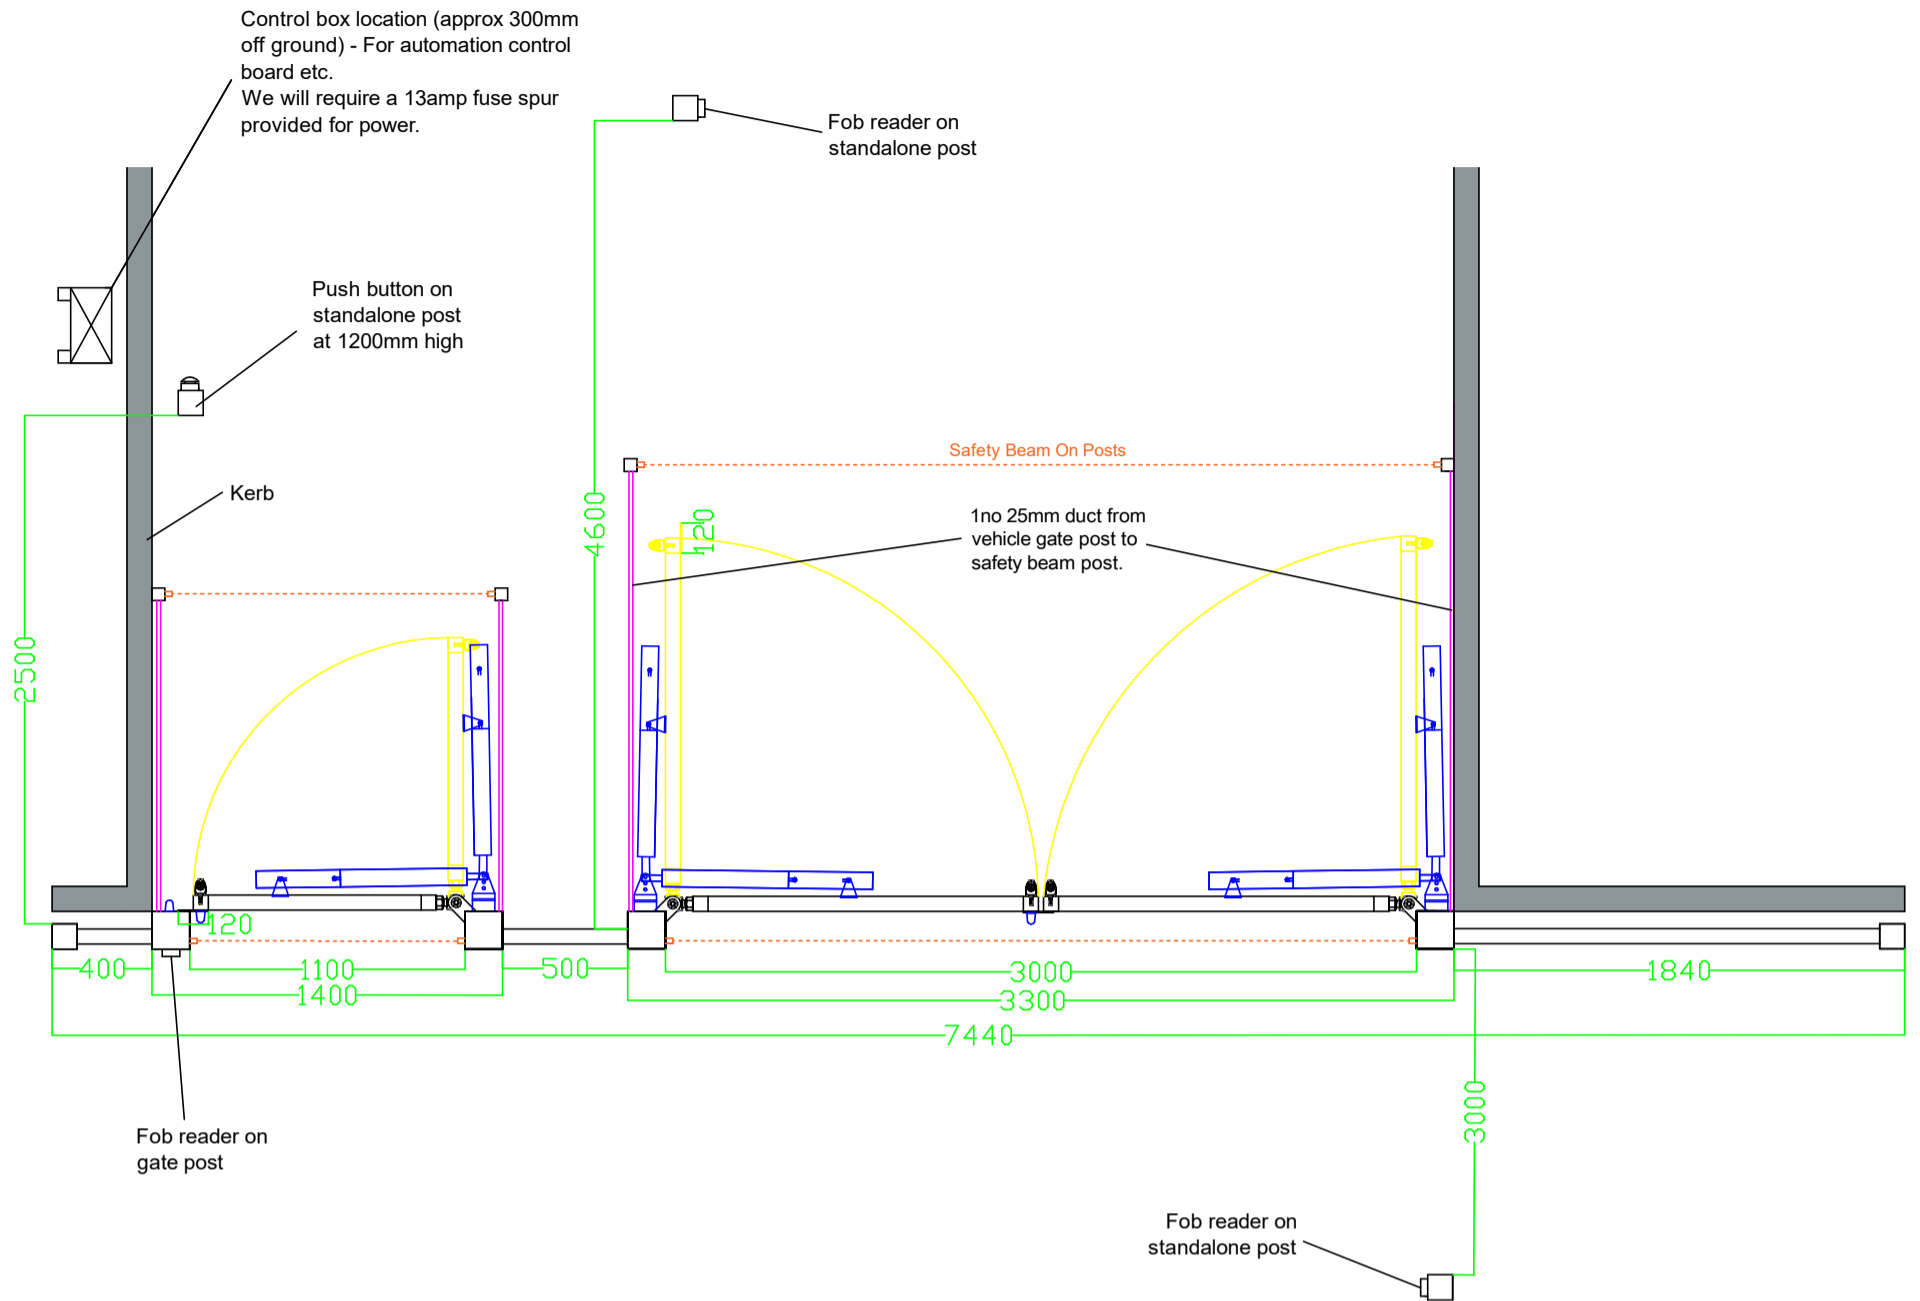 Control box location (approx 300mm
off ground) - For automation control
board etc.
We will require a 13amp fuse spur
provided for power.
Fob reader on
standalone post
Push button on
standalone post
at 1200mm high
Safety Beam On Posts
Kerb
4600
120
1no 25mm duct from
vehicle gate post to
safety beam post.
2500
120
400
1100
500
3000
1840
1400
3300
7440
3000
Fob reader on
gate post
Fob reader on
standalone post